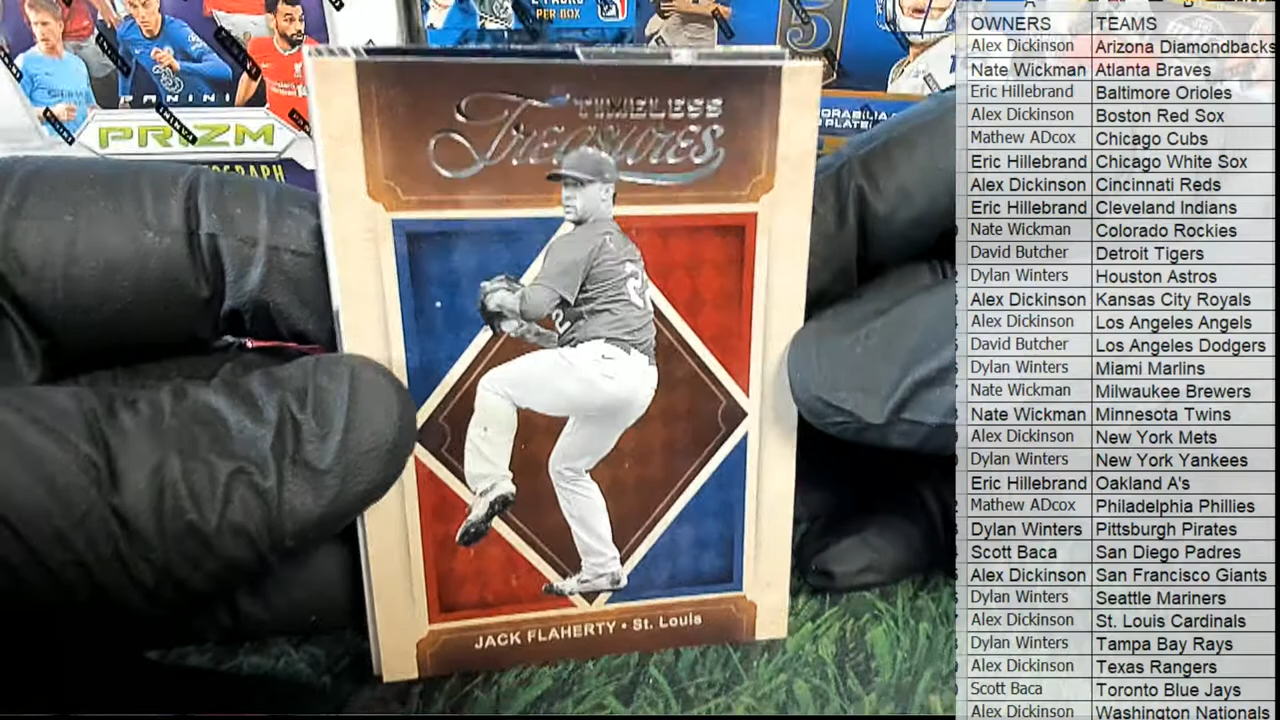 2 PACKS
PER BOX
PANINI
PRIZM
TIMELESS
Treasures
2
2
JACK FLAHERTY • St. Louis
OWNERS TEAMS
Alex Dickinson Arizona Diamondbacks
Nate Wickman Atlanta Braves
Eric Hillebrand Baltimore Orioles
Alex Dickinson Boston Red Sox
Mathew ADcox Chicago Cubs
Eric Hillebrand Chicago White Sox
Alex Dickinson Cincinnati Reds
Eric Hillebrand Cleveland Indians
Nate Wickman Colorado Rockies
David Butcher Detroit Tigers
Dylan Winters Houston Astros
Alex Dickinson Kansas City Royals
Alex Dickinson Los Angeles Angels
David Butcher Los Angeles Dodgers
Dylan Winters Miami Marlins
Nate Wickman Milwaukee Brewers
Nate Wickman Minnesota Twins
Alex Dickinson New York Mets
Dylan Winters New York Yankees
Eric Hillebrand Oakland A's
Mathew ADcox Philadelphia Phillies
Dylan Winters Pittsburgh Pirates
Scott Baca San Diego Padres
Alex Dickinson San Francisco Giants
Dylan Winters Seattle Mariners
Alex Dickinson St. Louis Cardinals
Dylan Winters Tampa Bay Rays
Alex Dickinson Texas Rangers
Scott Baca Toronto Blue Jays
Alex Dickinson Washington Nationals